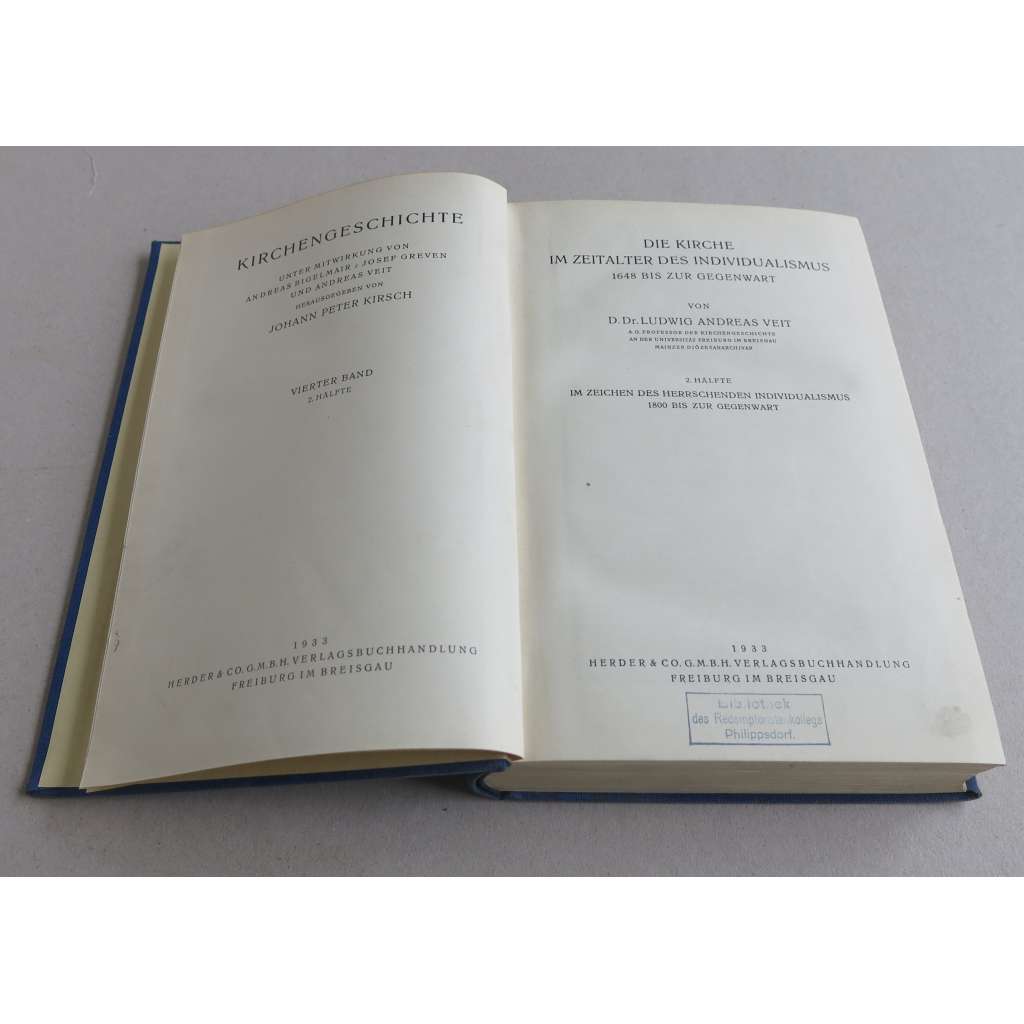 KIRCHENGESCHICHTE
UNTER MITWIRKUNG VON
ANDREAS BIGELMAIR, JOSEF GREVEN
UND ANDREAS VEIT
HERAUSGEGEBEN VON
JOHANN PETER KIRSCH
VIERTER BAND
2. HÄLFTE
1933
HERDER & CO. G.M.B.H. VERLAGSBUCHHANDLUNG
FREIBURG IM BREISGAU
DIE KIRCHE
IM ZEITALTER DES INDIVIDUALISMUS
1648 BIS ZUR GEGENWART
VON
D. Dr. LUDWIG ANDREAS VEIT
A. O. PROFESSOR DER KIRCHENGESCHICHTE
AN DER UNIVERSITÄT FREIBURG IM BREISGAU
MAINZER DIÖZESANARCHIVAR
2. HÄLFTE
IM ZEICHEN DES HERRSCHENDEN INDIVIDUALISMUS
1800 BIS ZUR GEGENWART
1933
HERDER & CO. G.M.B.H. VERLAGSBUCHHANDLUNG
FREIBURG IM BREISGAU
Bibliothek
des Redemptoristenkollegs
Philippsdorf.